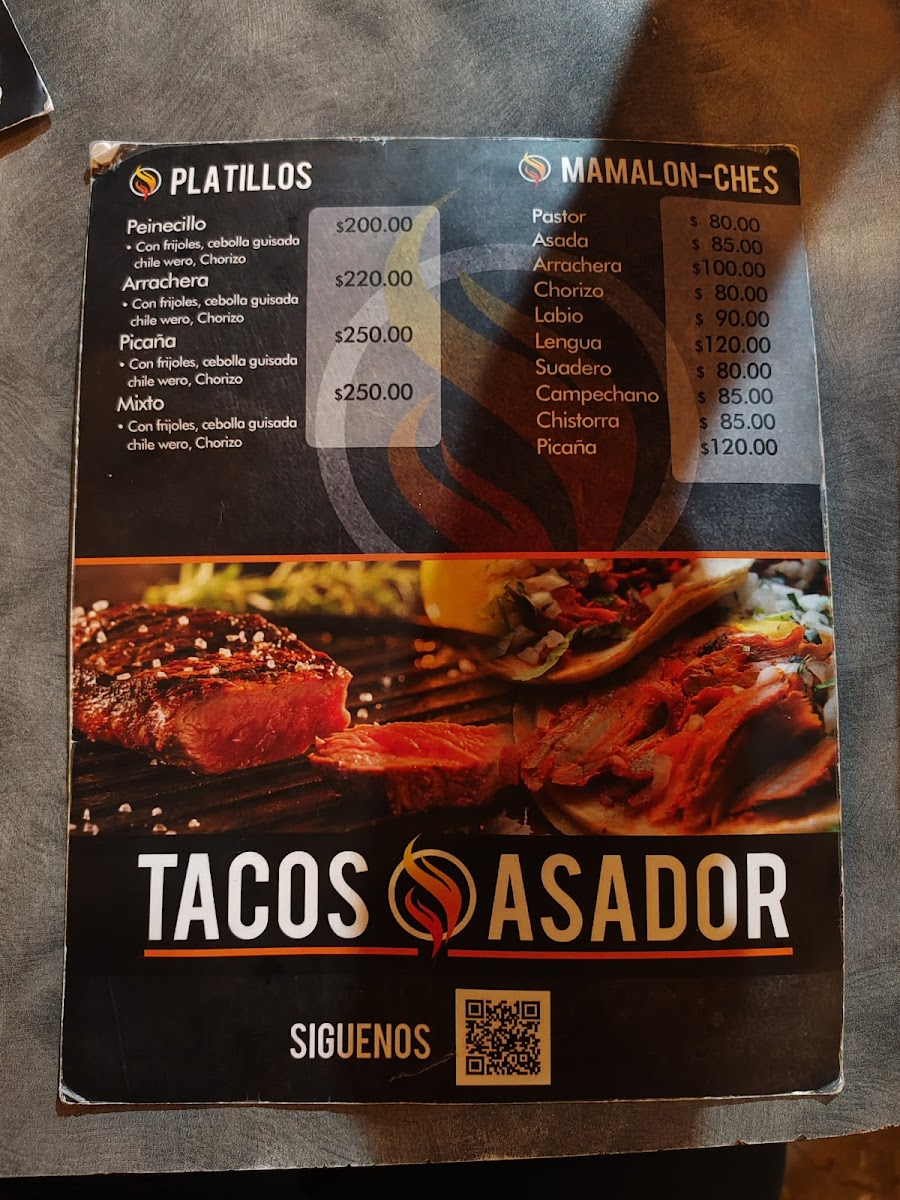 PLATILLOS
Peinecillo $200.00
• Con frijoles, cebolla guisada
chile wero, Chorizo
Arrachera $220.00
• Con frijoles, cebolla guisada
chile wero, Chorizo
Picaña $250.00
• Con frijoles, cebolla guisada
chile wero, Chorizo
Mixto $250.00
• Con frijoles, cebolla guisada
chile wero, Chorizo
MAMALON-CHES
Pastor $ 80.00
Asada $ 85.00
Arrachera $100.00
Chorizo $ 80.00
Labio $ 90.00
Lengua $120.00
Suadero $ 80.00
Campechano $ 85.00
Chistorra $ 85.00
Picaña $120.00
TACOS ASADOR
SIGUENOS